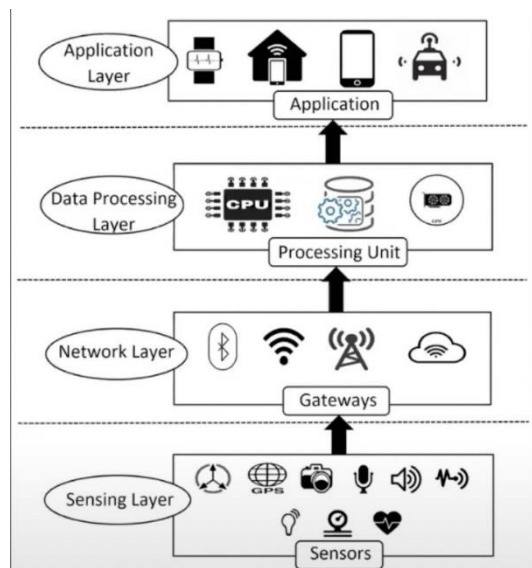 Application
Layer
Application
Data Processing
Layer
CPU
Processing Unit
Network Layer
Gateways
Sensing Layer
GPS
Sensors